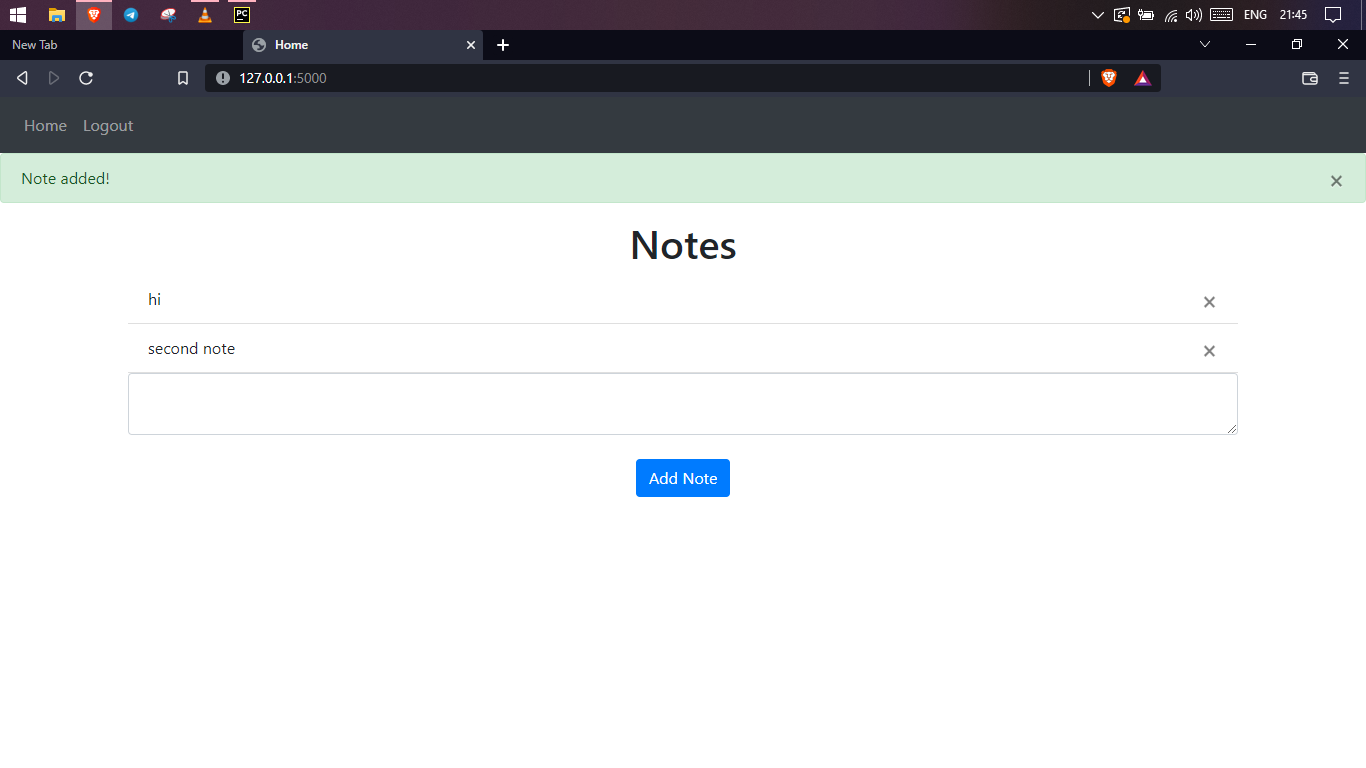 PC
ENG 21:45
New Tab
Home
127.0.0.1:5000
Home Logout
Note added!
Notes
hi
second note
Add Note